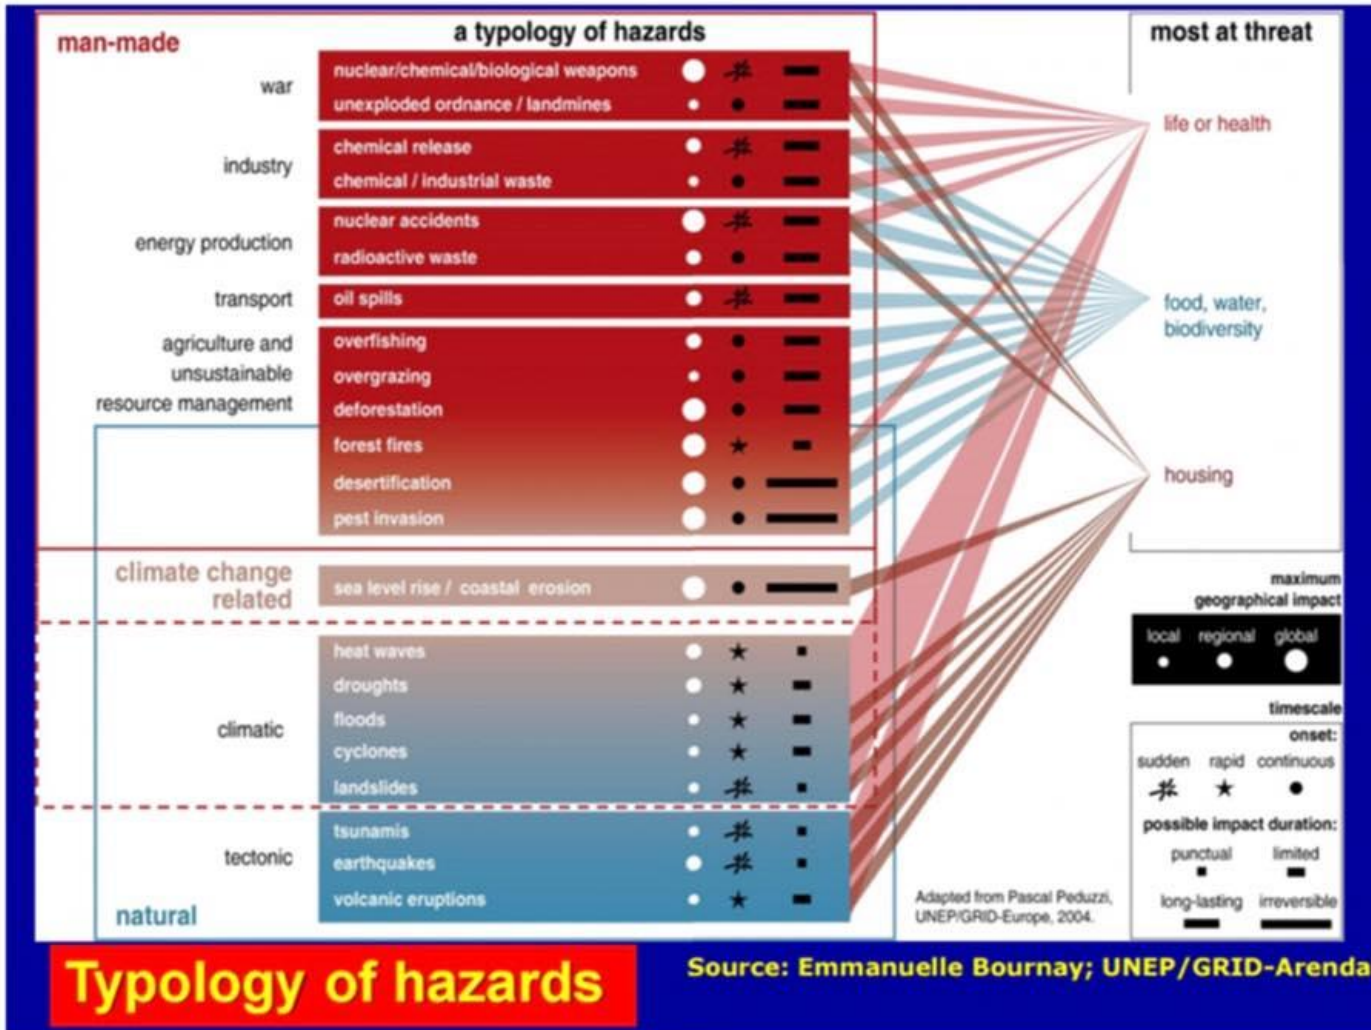 a typology of hazards
most at threat
man-made
war
nuclear/chemical/biological weapons
unexploded ordnance / landmines
industry
chemical release
chemical / industrial waste
energy production
nuclear accidents
radioactive waste
transport
oil spills
agriculture and
unsustainable
resource management
overfishing
overgrazing
deforestation
forest fires
desertification
pest invasion
climate change
related
sea level rise / coastal erosion
climatic
heat waves
droughts
floods
cyclones
landslides
tectonic
tsunamis
earthquakes
volcanic eruptions
natural
life or health
food, water,
biodiversity
housing
maximum
geographical impact
local regional global
timescale
onset:
sudden rapid continuous
possible impact duration:
punctual limited
long-lasting irreversible
Adapted from Pascal Peduzzi,
UNEP/GRID-Europe, 2004.
Typology of hazards
Source: Emmanuelle Bournay; UNEP/GRID-Arenda